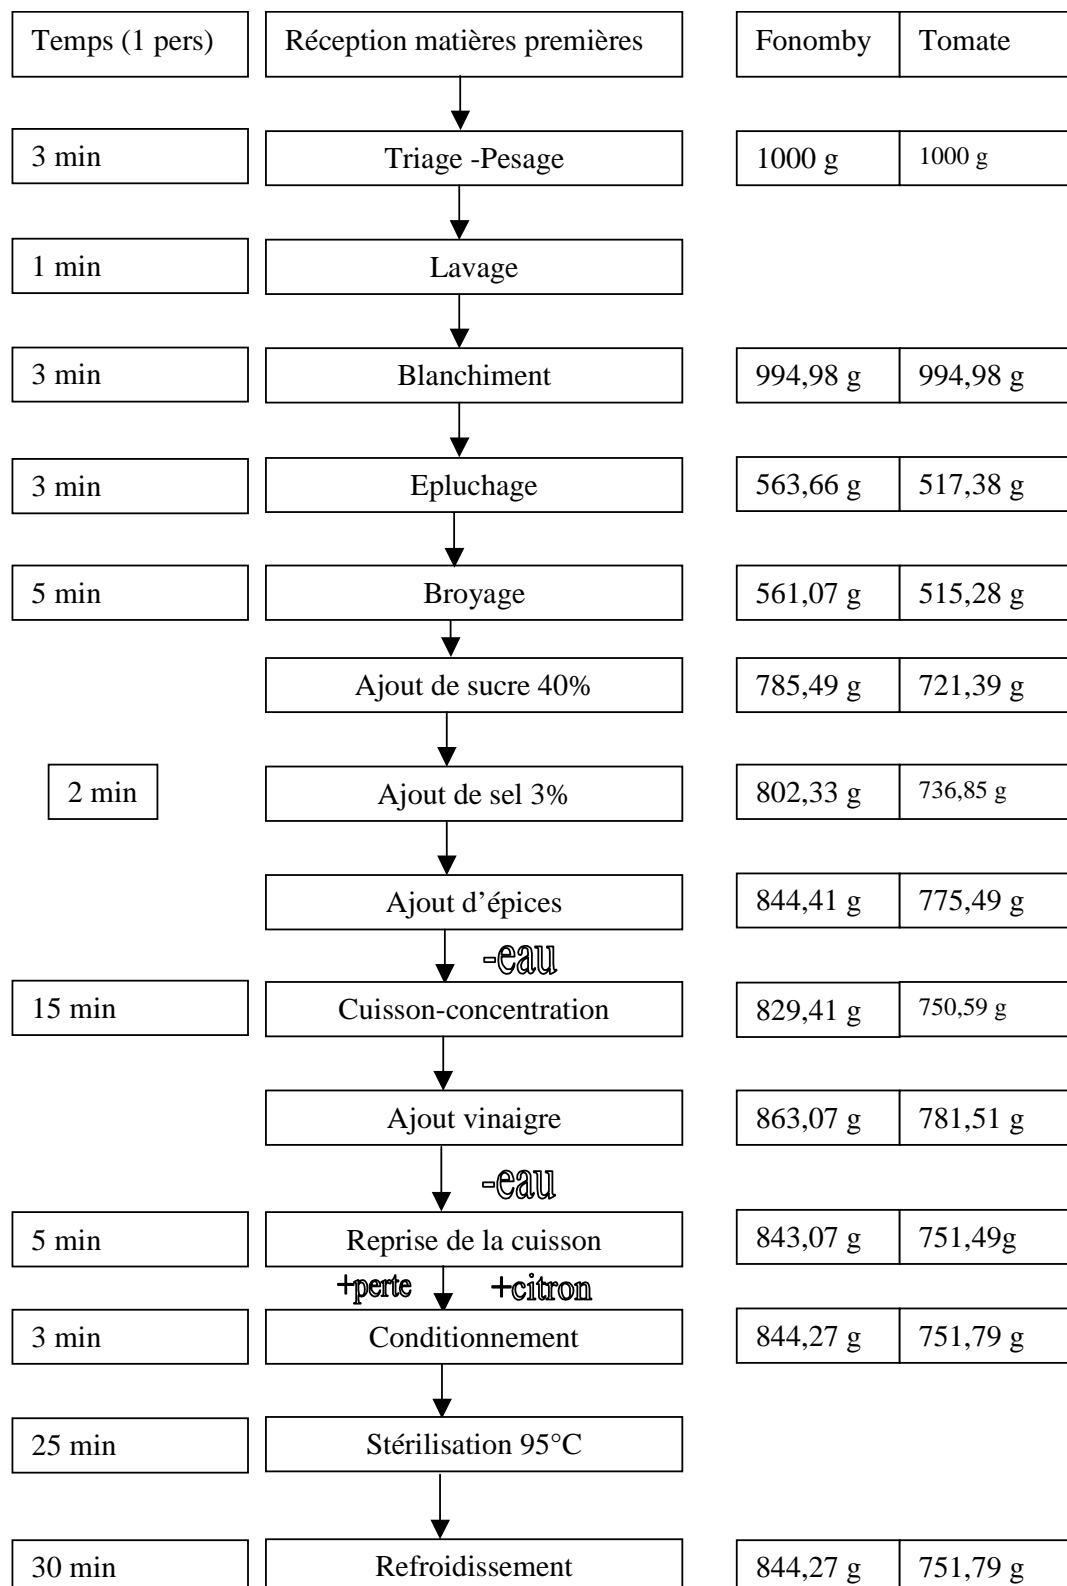 Temps (1 pers) Réception matières premières Fonomby Tomate
3 min Triage -Pesage 1000 g 1000 g
1 min Lavage
3 min Blanchiment 994,98 g 994,98 g
3 min Epluchage 563,66 g 517,38 g
5 min Broyage 561,07 g 515,28 g
Ajout de sucre 40% 785,49 g 721,39 g
2 min Ajout de sel 3% 802,33 g 736,85 g
Ajout d’épices 844,41 g 775,49 g
-eau
15 min Cuisson-concentration 829,41 g 750,59 g
Ajout vinaigre 863,07 g 781,51 g
-eau
5 min Reprise de la cuisson 843,07 g 751,49g
+perte +citron
3 min Conditionnement 844,27 g 751,79 g
25 min Stérilisation 95°C
30 min Refroidissement 844,27 g 751,79 g